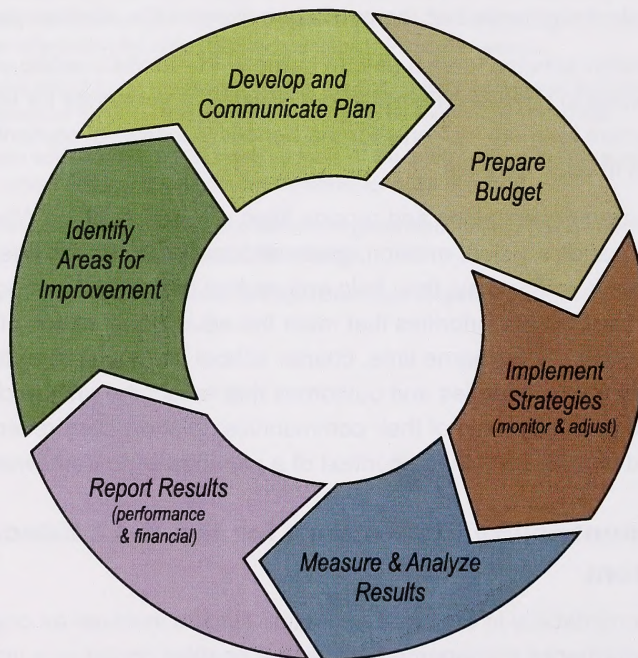 Develop and
Communicate Plan
Prepare
Budget
Implement
Strategies
(monitor & adjust)
Measure & Analyze
Results
Report Results
(performance
& financial)
Identify
Areas for
Improvement